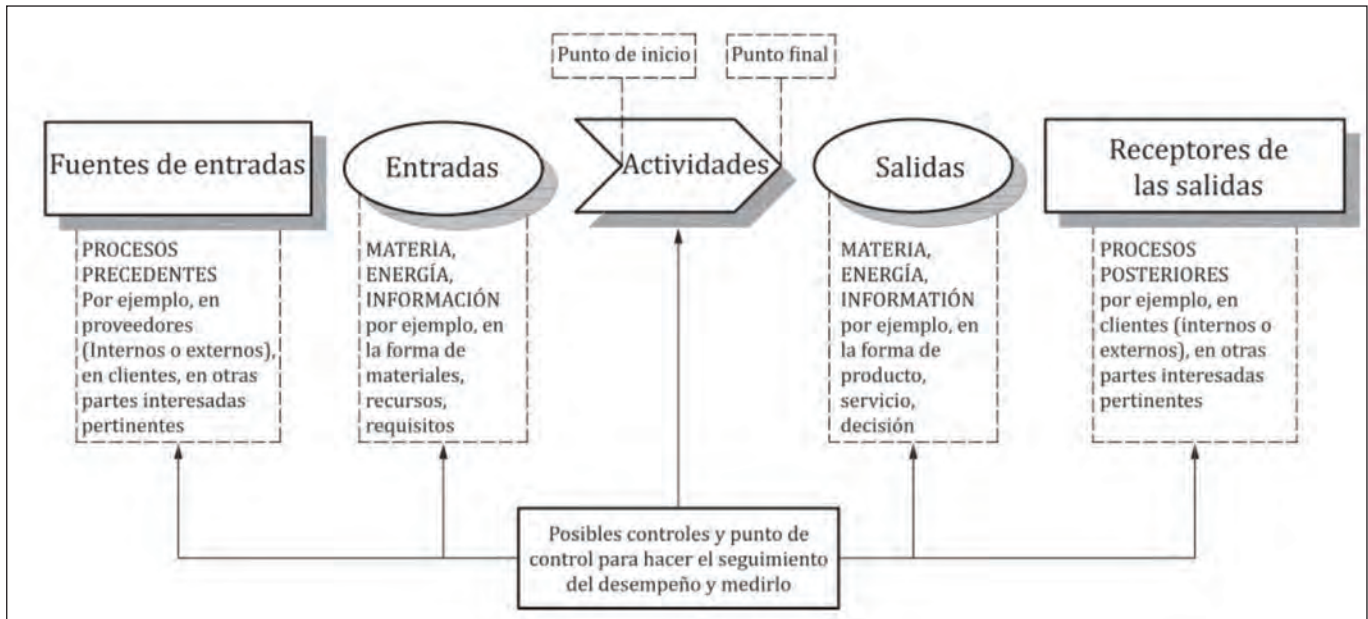 Punto de inicio
Punto final
Fuentes de entradas
Entradas
Actividades
Salidas
Receptores de
las salidas
PROCESOS
PRECEDENTES
Por ejemplo, en
proveedores
(Internos o externos),
en clientes, en otras
partes interesadas
pertinentes
MATERIA,
ENERGÍA,
INFORMACIÓN
por ejemplo, en
la forma de
materiales,
recursos,
requisitos
MATERIA,
ENERGÍA,
INFORMATIÓN
por ejemplo, en
la forma de
producto,
servicio,
decisión
PROCESOS
POSTERIORES
por ejemplo, en
clientes (internos o
externos), en otras
partes interesadas
pertinentes
Posibles controles y punto de
control para hacer el seguimiento
del desempeño y medirlo